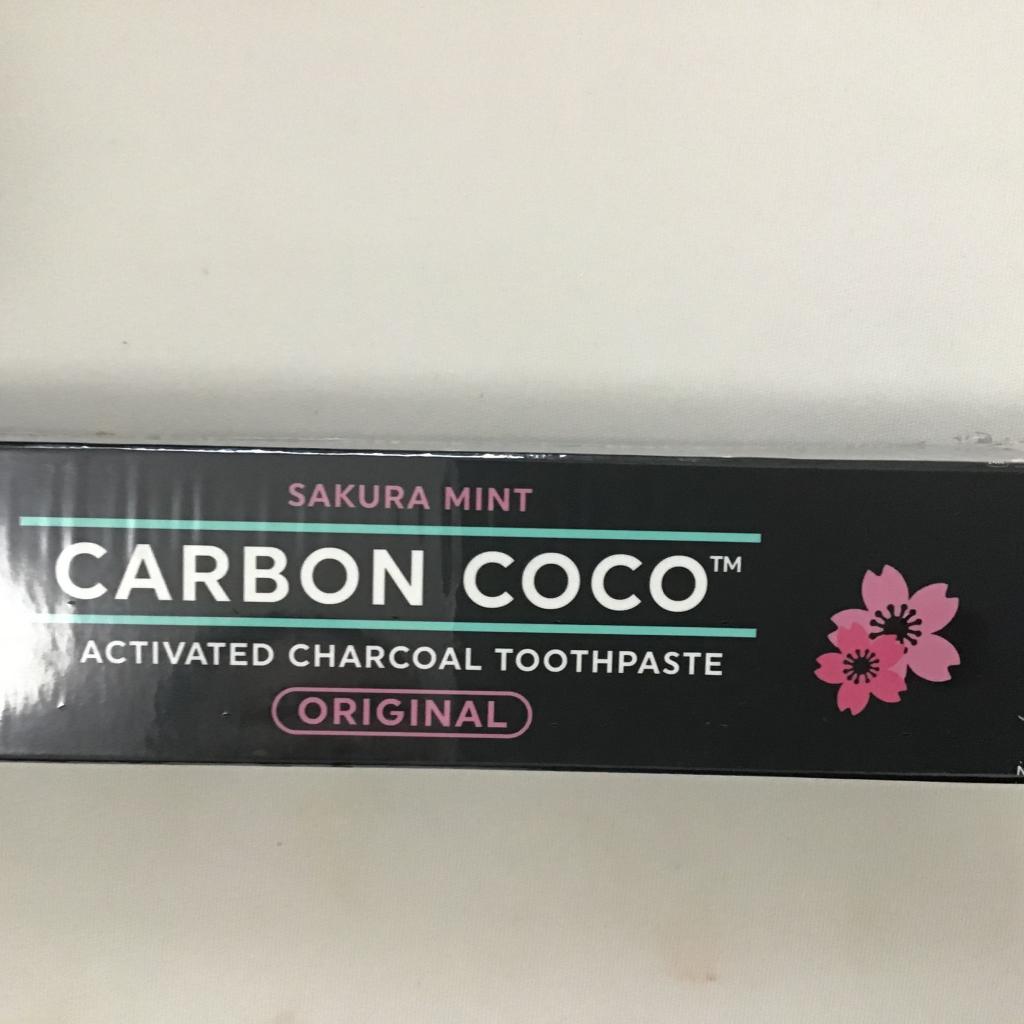 SAKURA MINT
CARBON COCO™
ACTIVATED CHARCOAL TOOTHPASTE
ORIGINAL